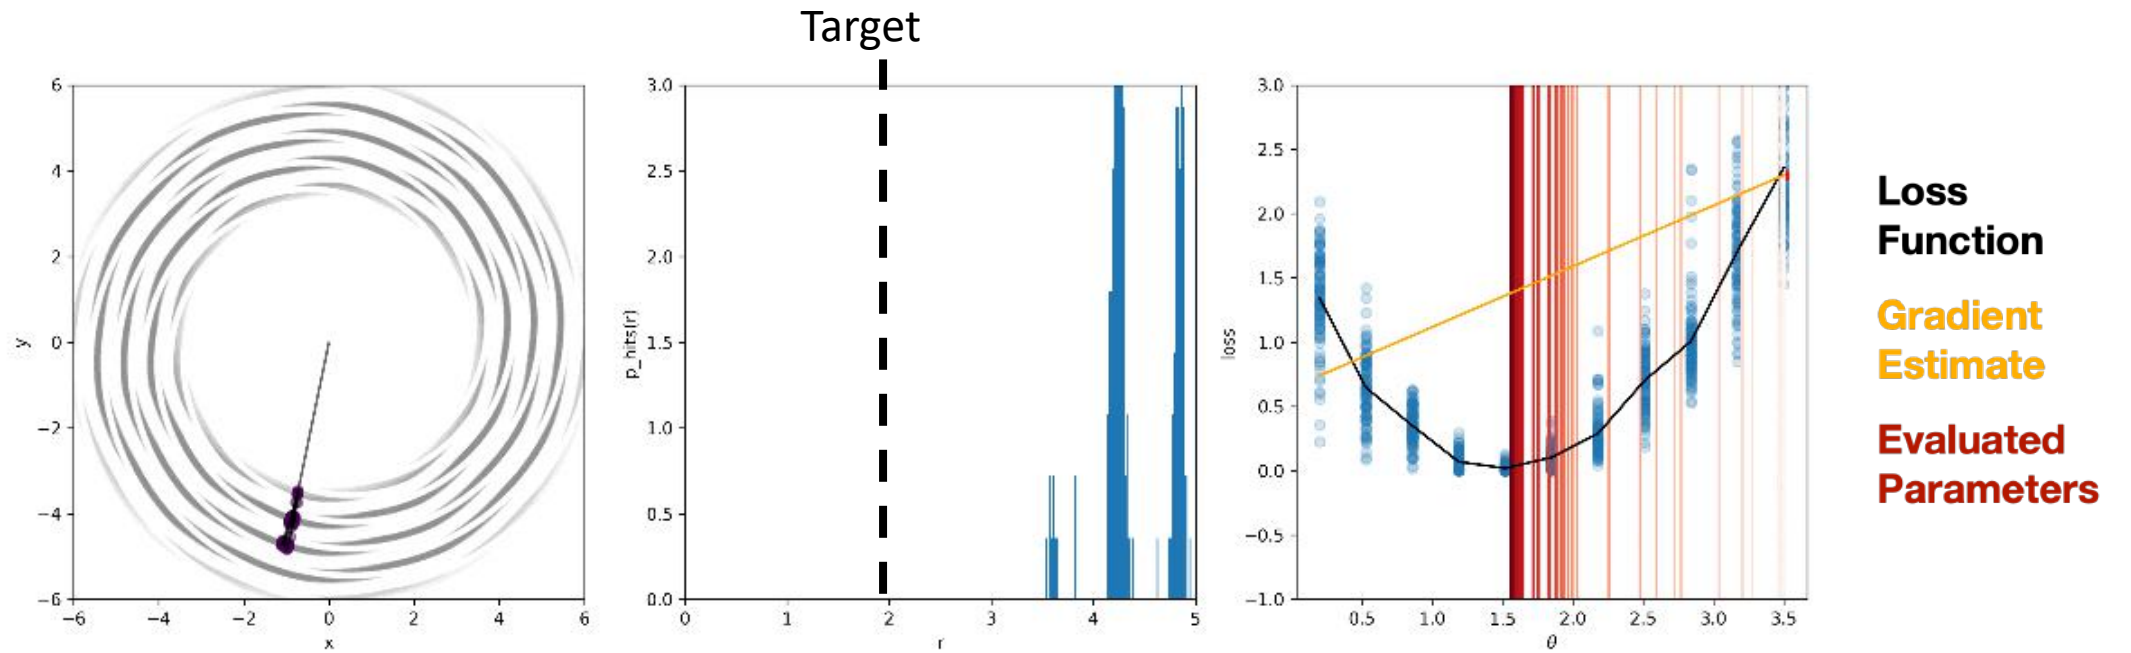 Target
6
4
2
0
−2
−4
−6
−6 −4 −2 0 2 4 6
x
y
3.0
2.5
2.0
1.5
1.0
0.5
0.0
0 1 2 3 4 5
r
p_hits(r)
3.0
2.5
2.0
1.5
1.0
0.5
0.0
−0.5
−1.0
0.5 1.0 1.5 2.0 2.5 3.0 3.5
θ
loss
Loss
Function
Gradient
Estimate
Evaluated
Parameters